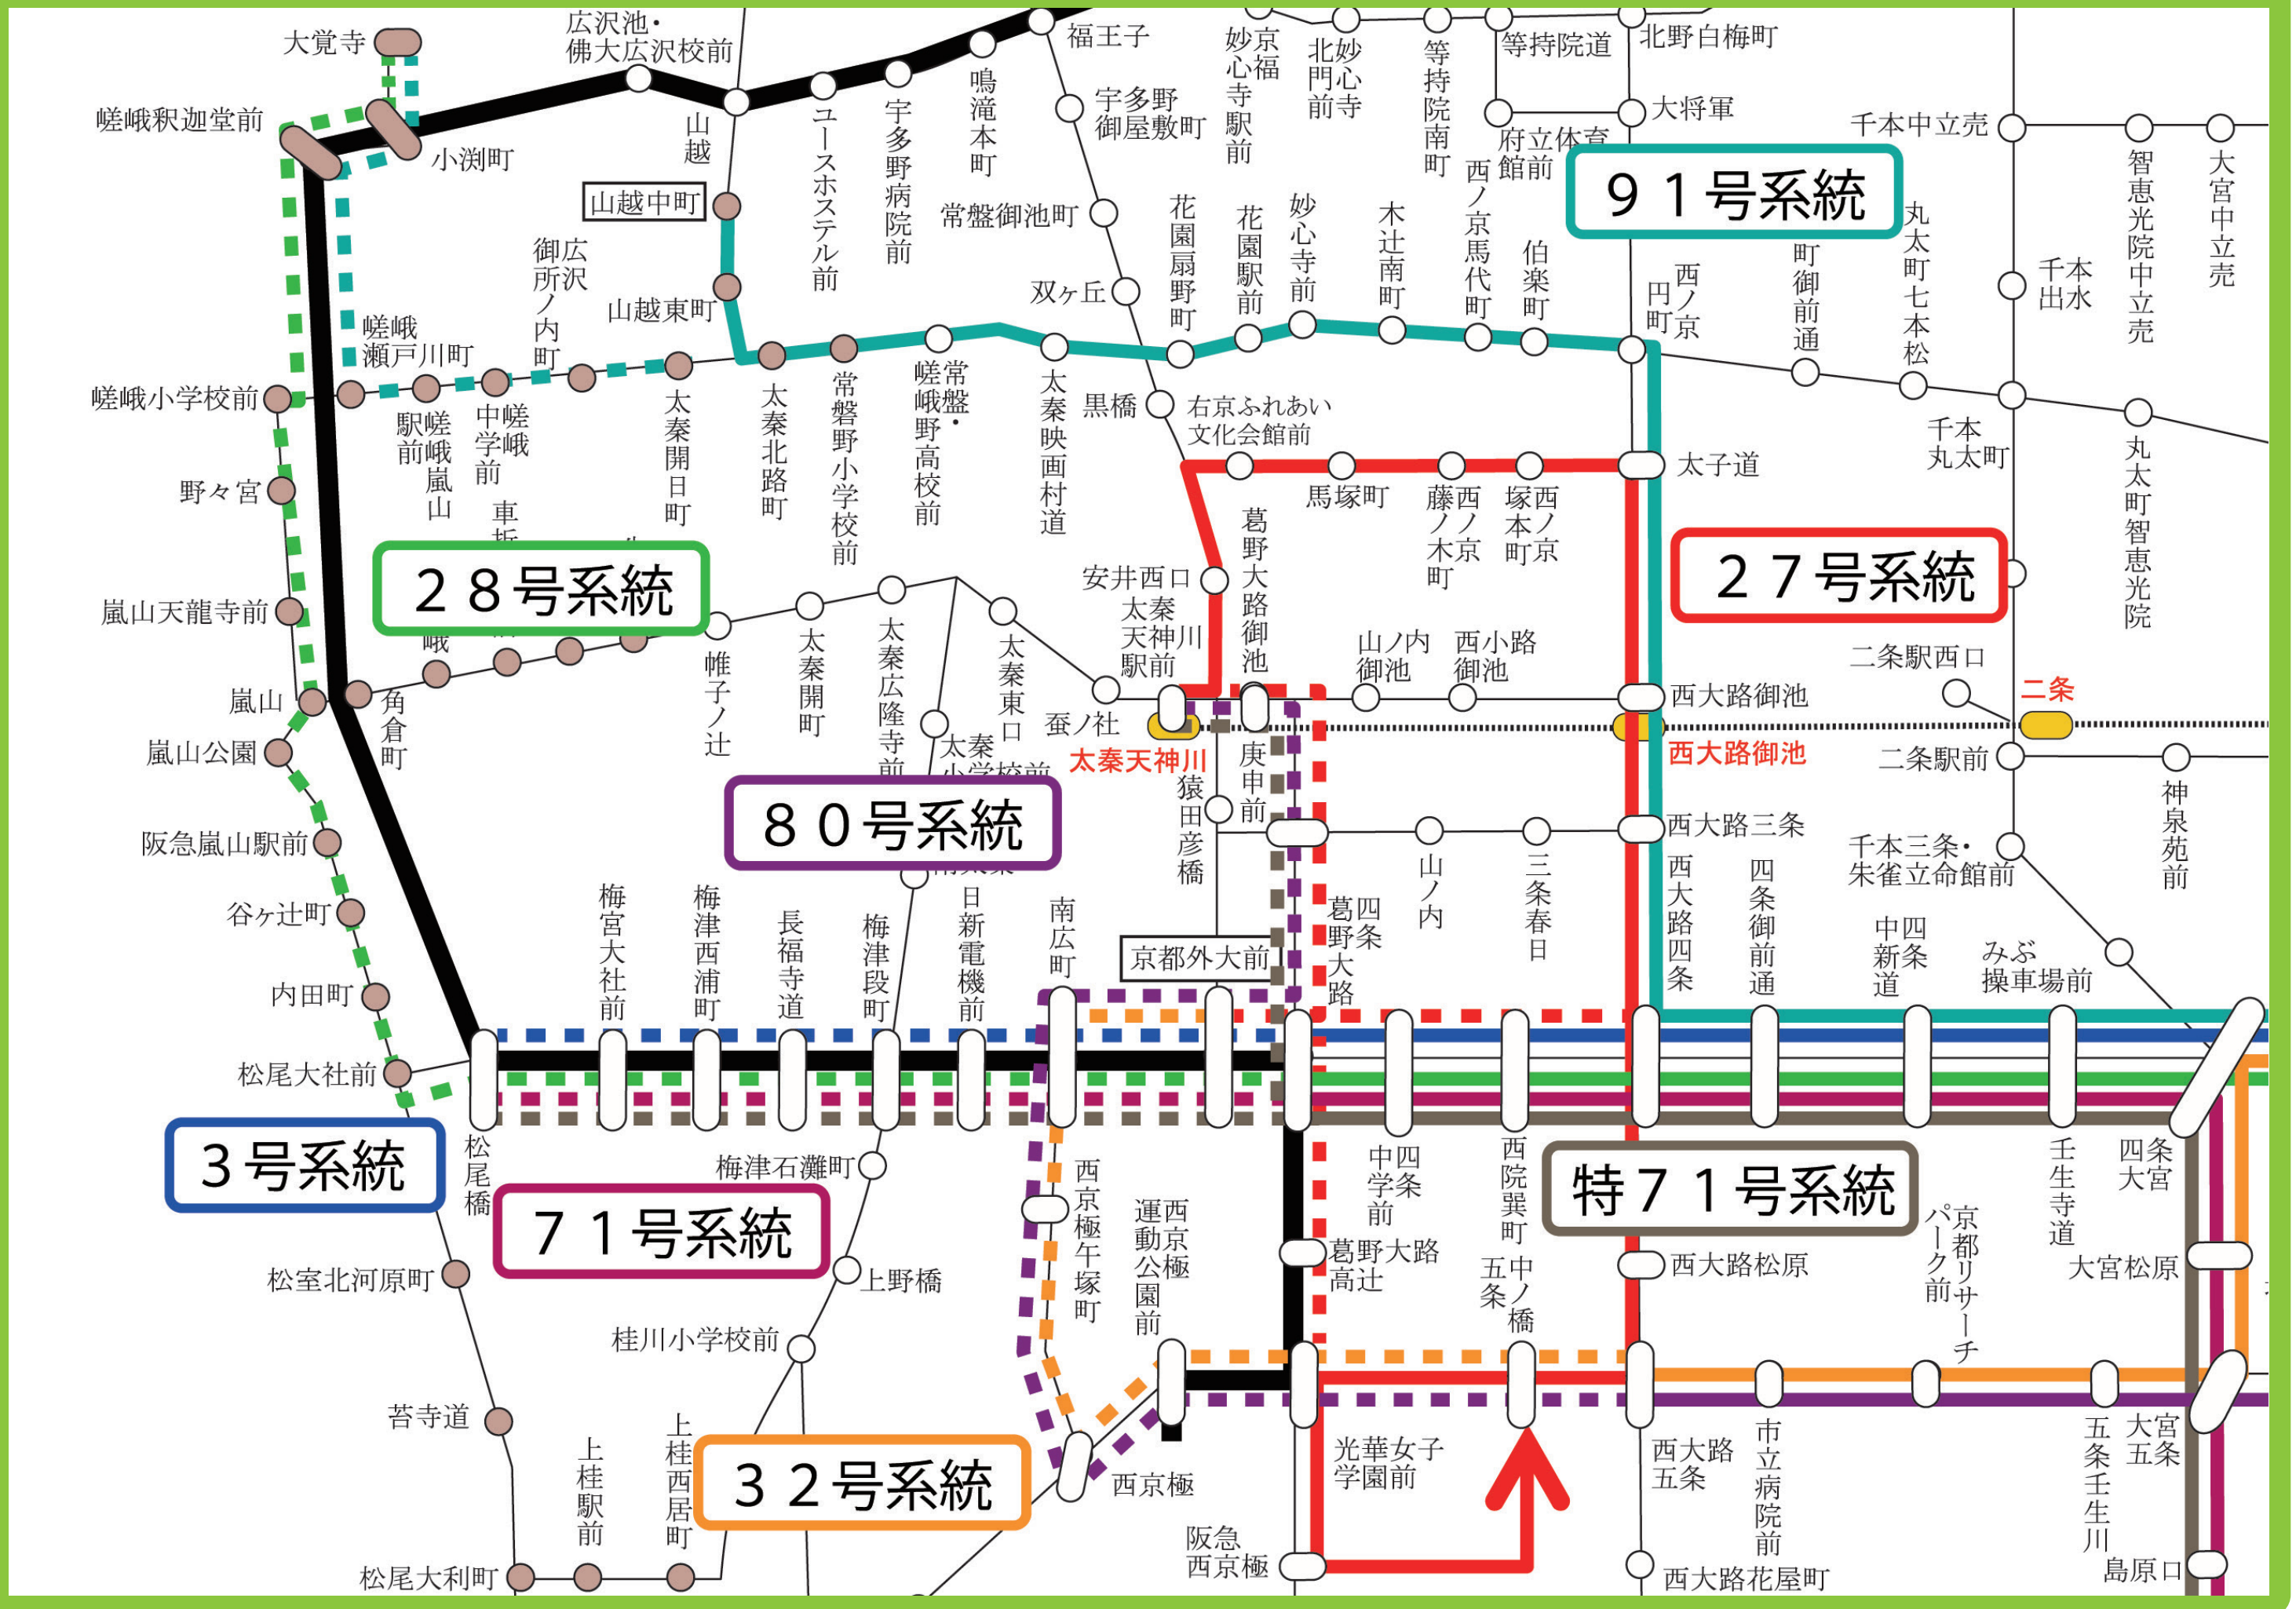 大覚寺
広沢池・
佛大広沢校前
福王子
京福
妙心寺駅前
妙心寺
北門前
等持院南町
等持院道
北野白梅町
嵯峨釈迦堂前
小渕町
山越
ユースホステル前
宇多野病院前
鳴滝本町
宇多野
御屋敷町
府立体育
館前
大将軍
千本中立売
智恵光院中立売
大宮中立売
山越中町
常盤御池町
９１号系統
広沢
御所ノ内町
山越東町
双ヶ丘
花園扇野町
花園駅前
妙心寺前
木辻南町
西ノ京馬代町
伯楽町
西ノ京
円町
町御前通
丸太町七本松
千本
出水
嵯峨
瀬戸川町
嵯峨小学校前
嵯峨嵐山
駅前
嵯峨
中学前
太秦開日町
太秦北路町
常磐野小学校前
常盤・
嵯峨野高校前
太秦映画村道
黒橋
右京ふれあい
文化会館前
千本
丸太町
丸太町智恵光院
野々宮
車折
馬塚町
西ノ京
藤ノ木町
西ノ京
塚本町
太子道
２８号系統
２７号系統
嵐山天龍寺前
峨
安井西口
葛野大路御池
太秦
天神川
駅前
山ノ内
御池
西小路
御池
二条駅西口
嵐山
角倉町
帷子ノ辻
太秦開町
太秦広隆寺前
太秦東口
蚕ノ社
西大路御池
二条
嵐山公園
太秦
小学校前
太秦天神川
猿田彦橋
庚申前
西大路御池
二条駅前
神泉苑前
８０号系統
阪急嵐山駅前
南太秦
山ノ内
三条春日
西大路三条
千本三条・
朱雀立命館前
谷ヶ辻町
梅宮大社前
梅津西浦町
長福寺道
梅津段町
日新電機前
南広町
京都外大前
四条
葛野大路
西大路四条
四条御前通
四条
中新道
みぶ
操車場前
内田町
松尾大社前
３号系統
松尾橋
梅津石灘町
西京極午塚町
西京極
運動公園前
四条
中学前
西院巽町
特７１号系統
壬生寺道
四条
大宮
７１号系統
葛野大路
高辻
中ノ橋
五条
西大路松原
京都リサーチ
パーク前
大宮松原
松室北河原町
上野橋
桂川小学校前
苔寺道
上桂駅前
上桂西居町
３２号系統
西京極
光華女子
学園前
西大路
五条
市立病院前
五条壬生川
大宮
五条
阪急
西京極
松尾大利町
西大路花屋町
島原口